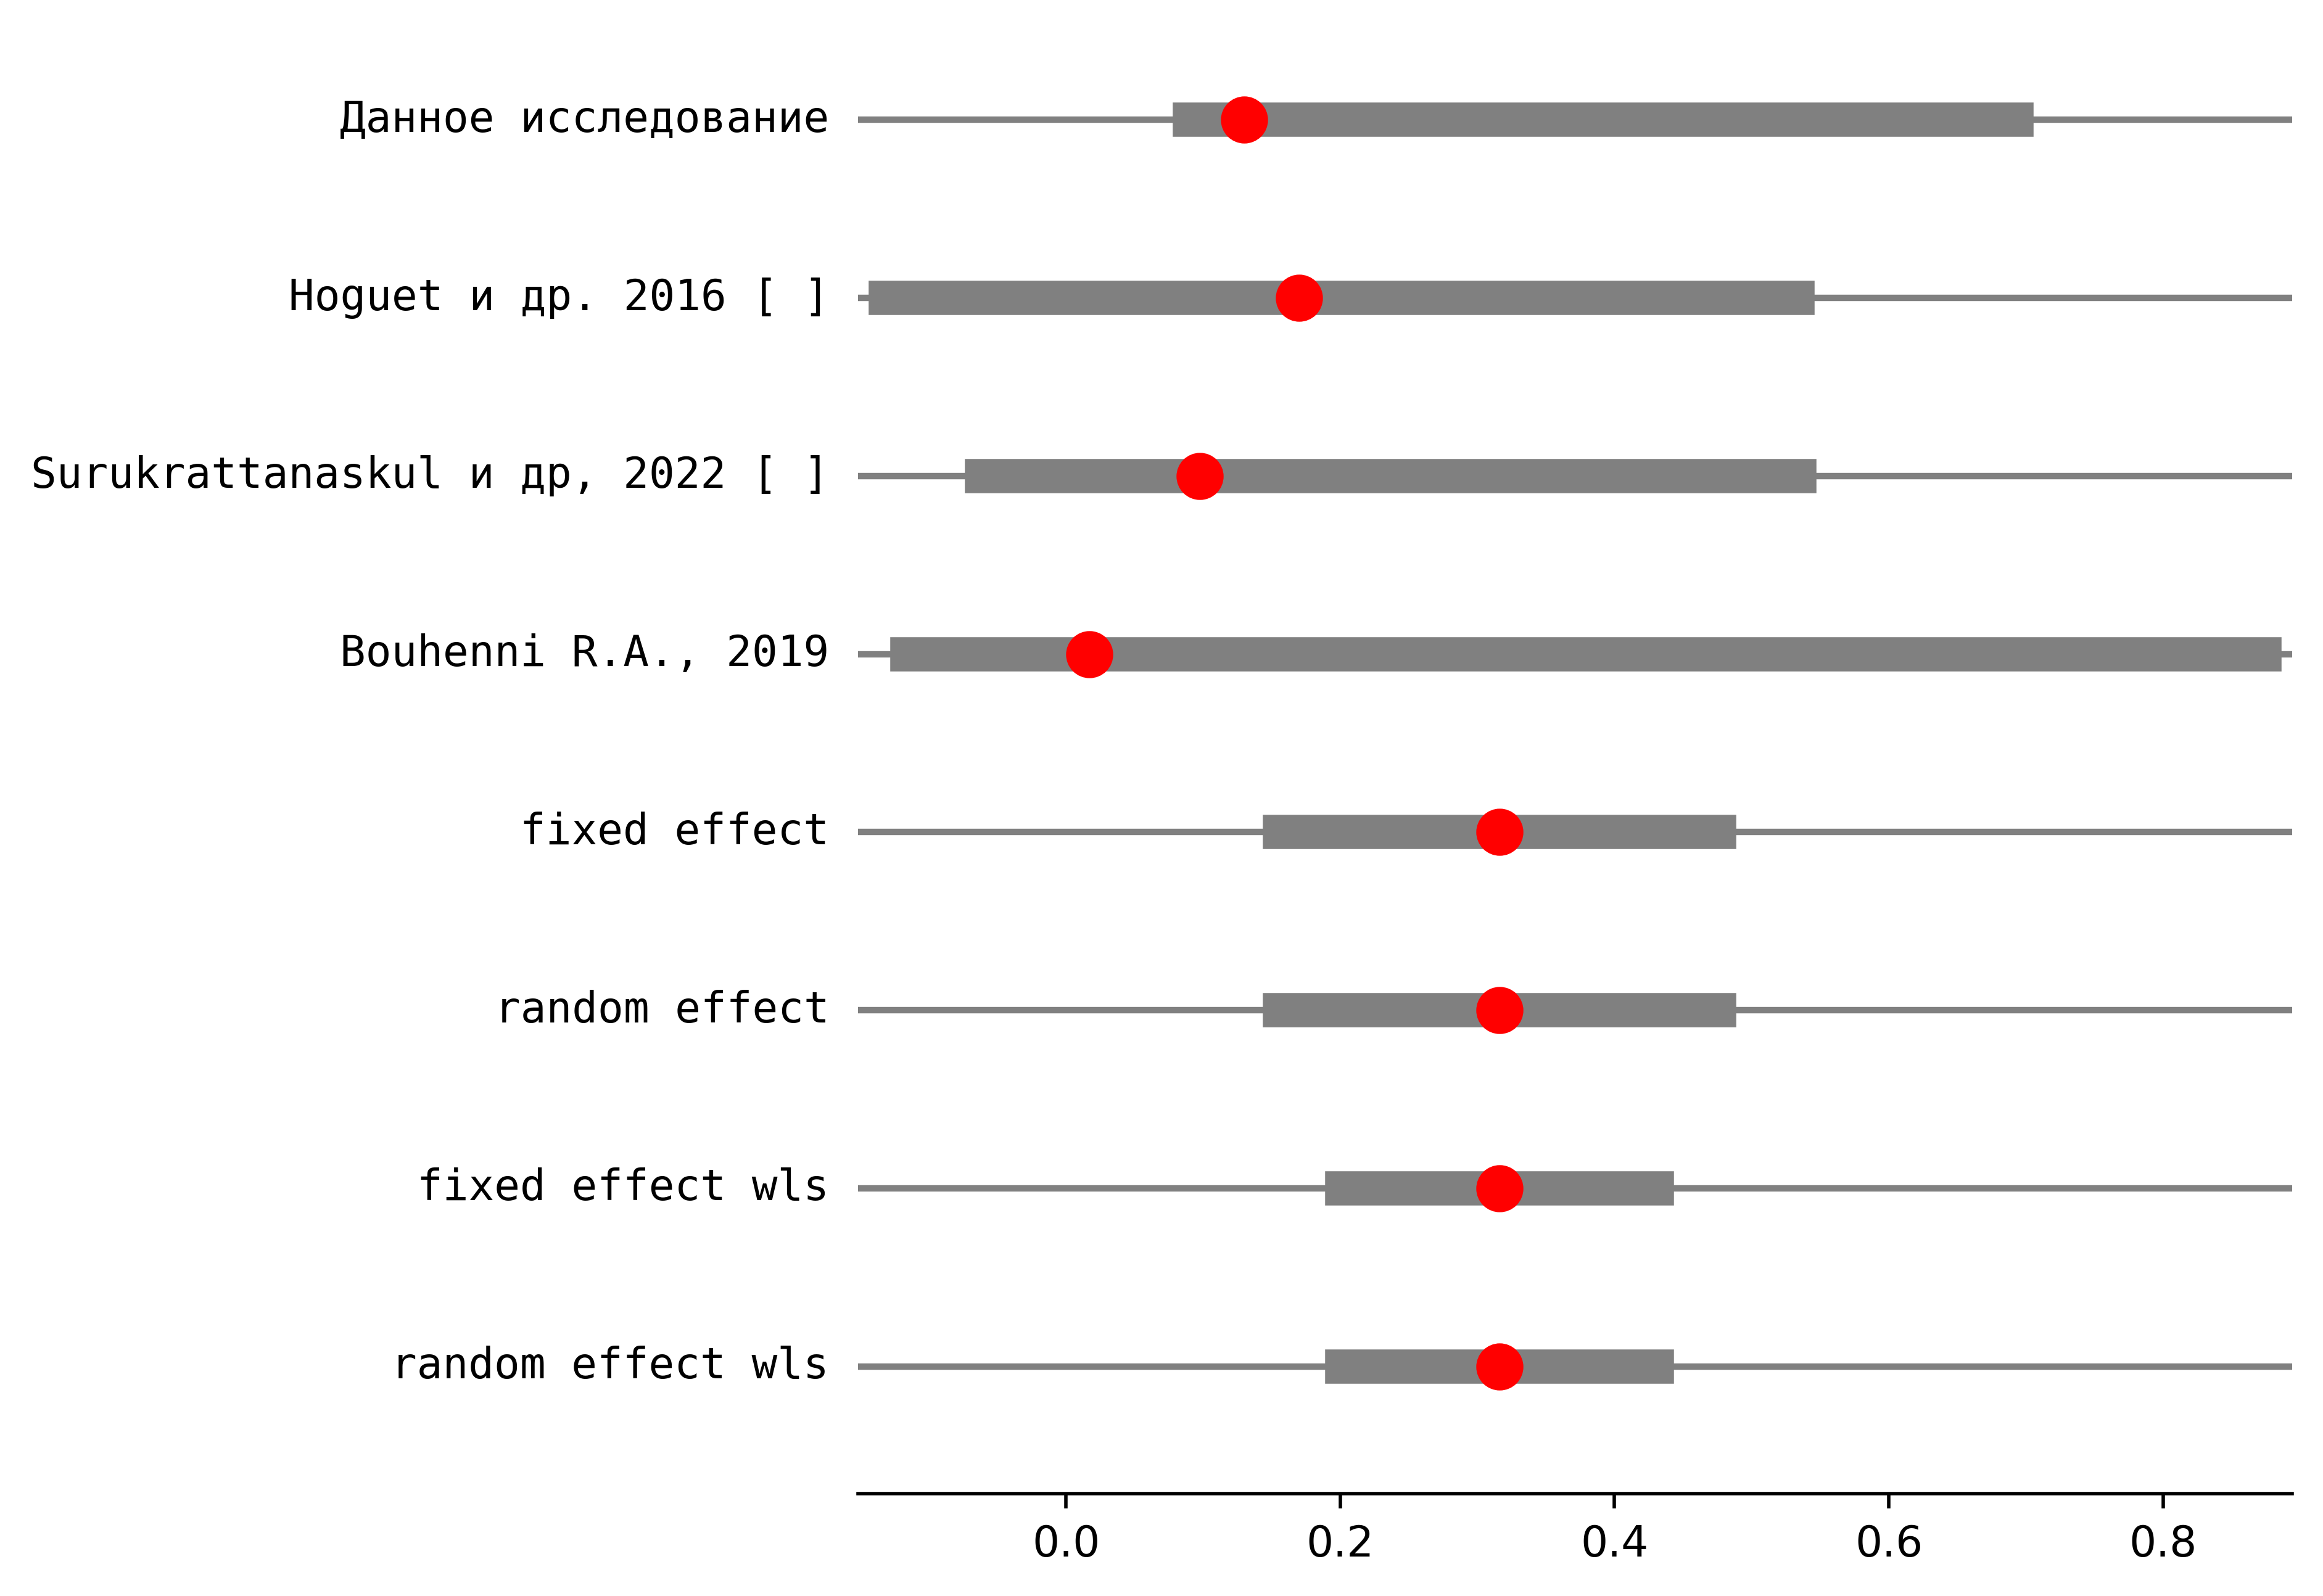 Данное исследование
Hoguet и др. 2016 [ ]
Surukrattanaskul и др, 2022 [ ]
Bouhenni R.A., 2019
fixed effect
random effect
fixed effect wls
random effect wls
0.0 0.2 0.4 0.6 0.8